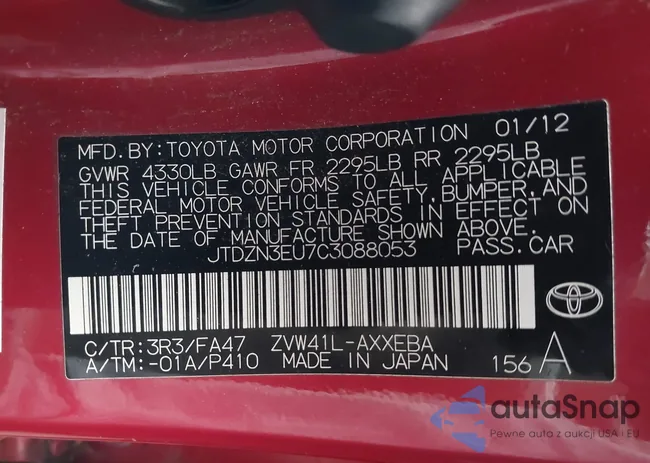 MFD. BY: TOYOTA MOTOR CORPORATION 01/12
GVWR 4330LB GAWR FR 2295LB RR 2295LB
THIS VEHICLE CONFORMS TO ALL APPLICABLE
FEDERAL MOTOR VEHICLE SAFETY, BUMPER, AND
THEFT PREVENTION STANDARDS IN EFFECT ON
THE DATE OF MANUFACTURE SHOWN ABOVE.
JTDZN3EU7C3088053 PASS. CAR
C/TR: 3R3/FA47 ZVW41L-AXXEBA
A/TM: -01A/P410 MADE IN JAPAN 156 A
autaSnap
Pewne auta z aukcji USA i EU